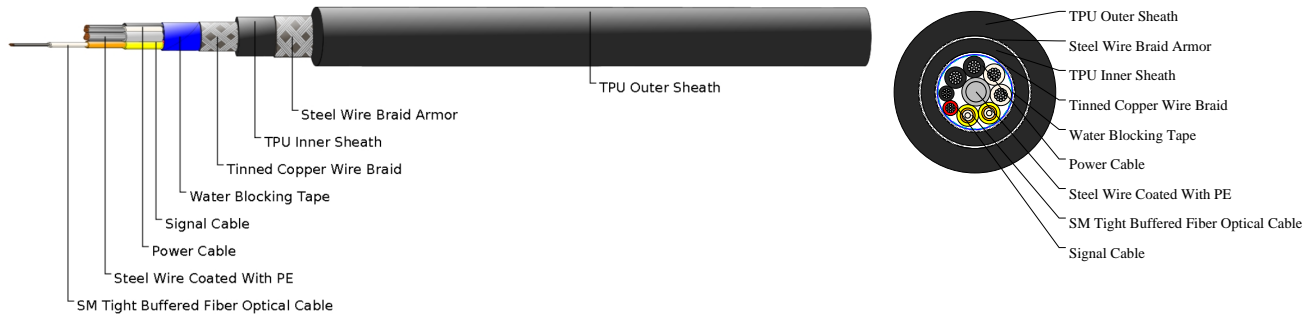 TPU Outer Sheath
Steel Wire Braid Armor
TPU Inner Sheath
Tinned Copper Wire Braid
Water Blocking Tape
Signal Cable
Power Cable
Steel Wire Coated With PE
SM Tight Buffered Fiber Optical Cable
TPU Outer Sheath
Steel Wire Braid Armor
TPU Inner Sheath
Tinned Copper Wire Braid
Water Blocking Tape
Power Cable
Steel Wire Coated With PE
SM Tight Buffered Fiber Optical Cable
Signal Cable